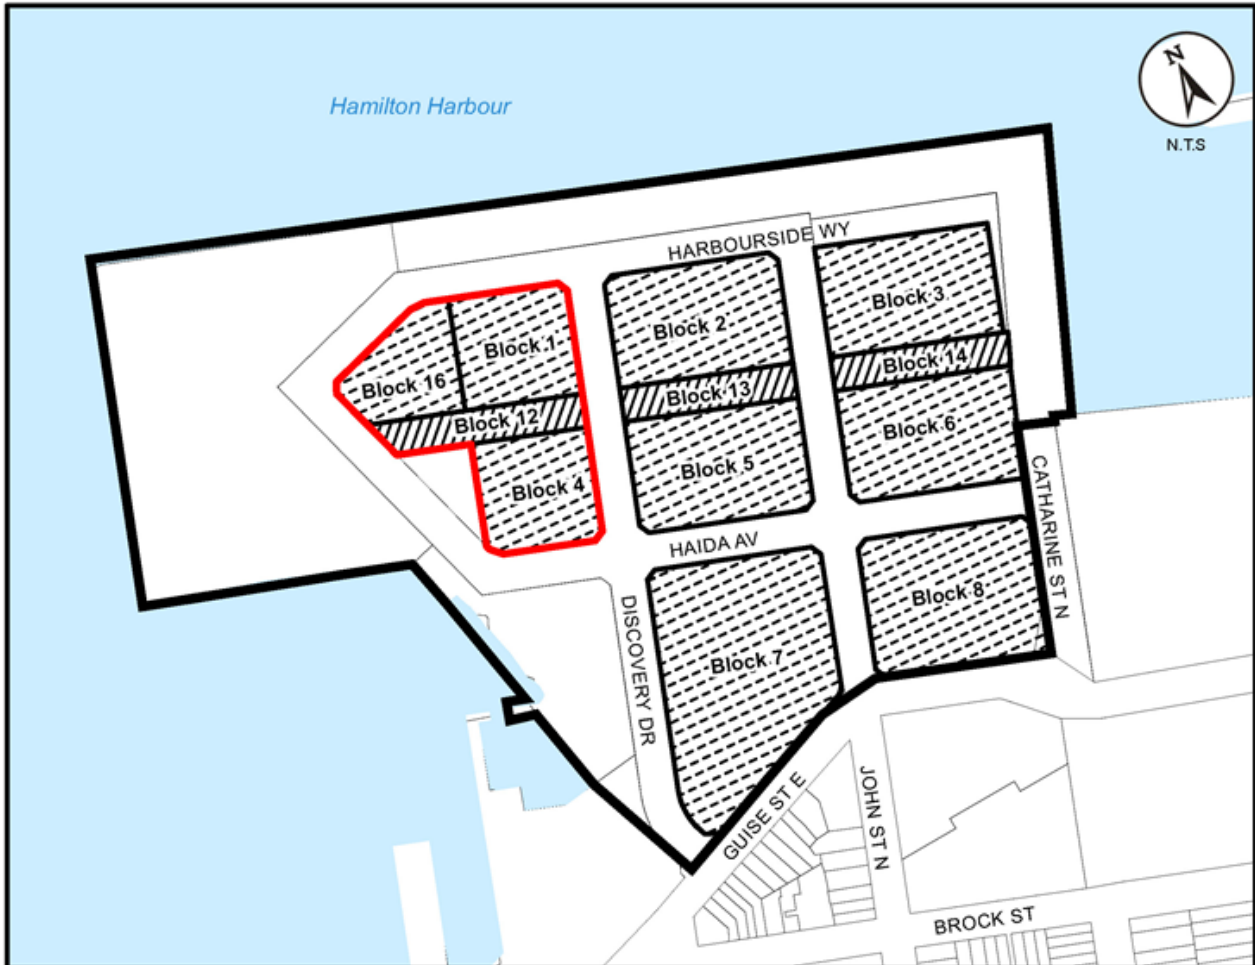 N
Hamilton Harbour
N.T.S
HARBOURSIDE WY
Block 3
Block 2
Block 1
Block 14
Block 16
Block 13
Block 12
Block 6
Block 5
Block 4
CATHARINE ST N
HAIDA AV
Block 8
DISCOVERY DR
Block 7
GUISE ST E
JOHN ST N
BROCK ST